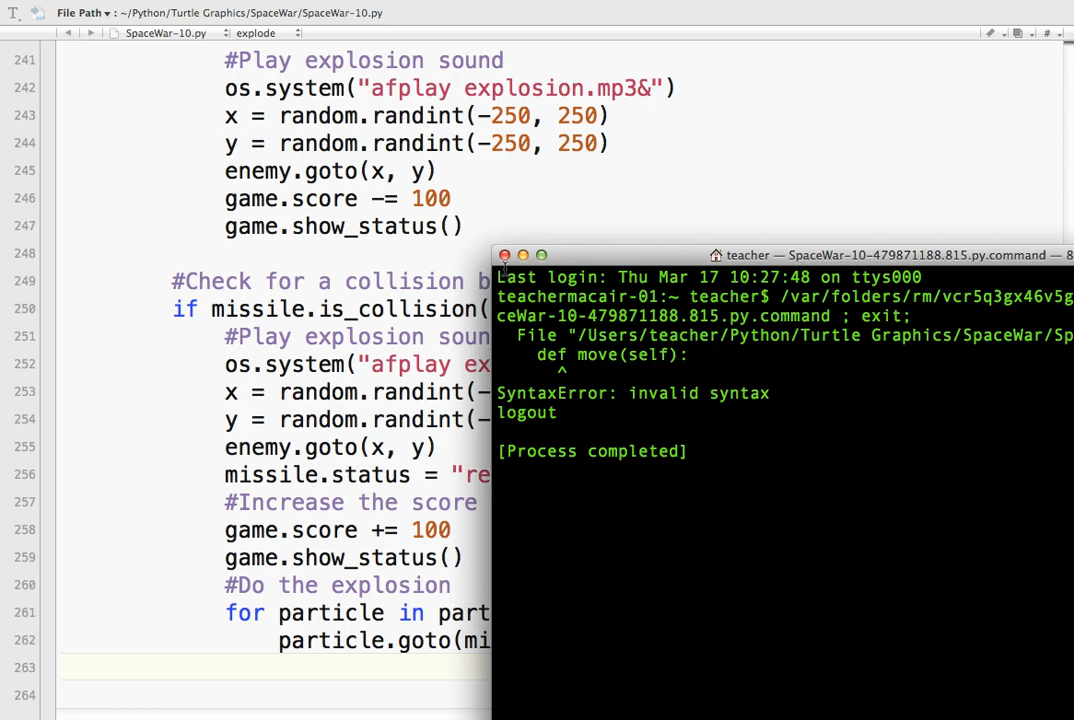 File Path ▾ : ~/Python/Turtle Graphics/SpaceWar/SpaceWar-10.py
SpaceWar-10.py explode #
241 #Play explosion sound
242 os.system("afplay explosion.mp3&")
243 x = random.randint(-250, 250)
244 y = random.randint(-250, 250)
245 enemy.goto(x, y)
246 game.score -= 100
247 game.show_status()
248
249 #Check for a collision b
250 if missile.is_collision(
251 #Play explosion soun
252 os.system("afplay ex
253 x = random.randint(-
254 y = random.randint(-
255 enemy.goto(x, y)
256 missile.status = "re
257 #Increase the score
258 game.score += 100
259 game.show_status()
260 #Do the explosion
261 for particle in part
262 particle.goto(mi
263
264
teacher — SpaceWar-10-479871188.815.py.command — 8
Last login: Thu Mar 17 10:27:48 on ttys000
teachermacair-01:~ teacher$ /var/folders/rm/vcr5q3gx46v5g
ceWar-10-479871188.815.py.command ; exit;
File "/Users/teacher/Python/Turtle Graphics/SpaceWar/Sp
def move(self):
^
SyntaxError: invalid syntax
logout
[Process completed]